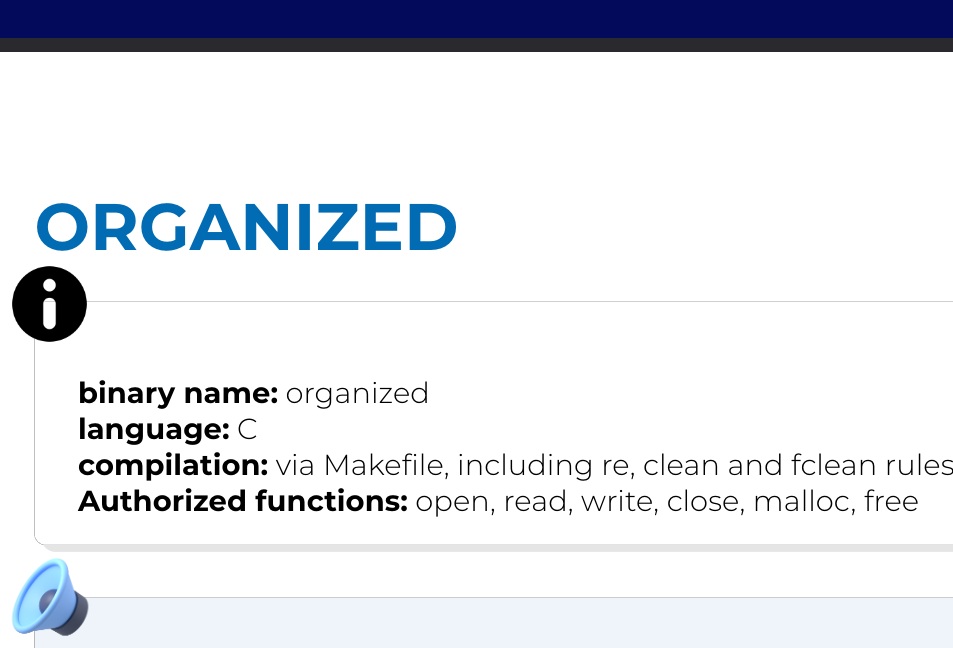 ORGANIZED
binary name: organized
language: C
compilation: via Makefile, including re, clean and fclean rules
Authorized functions: open, read, write, close, malloc, free